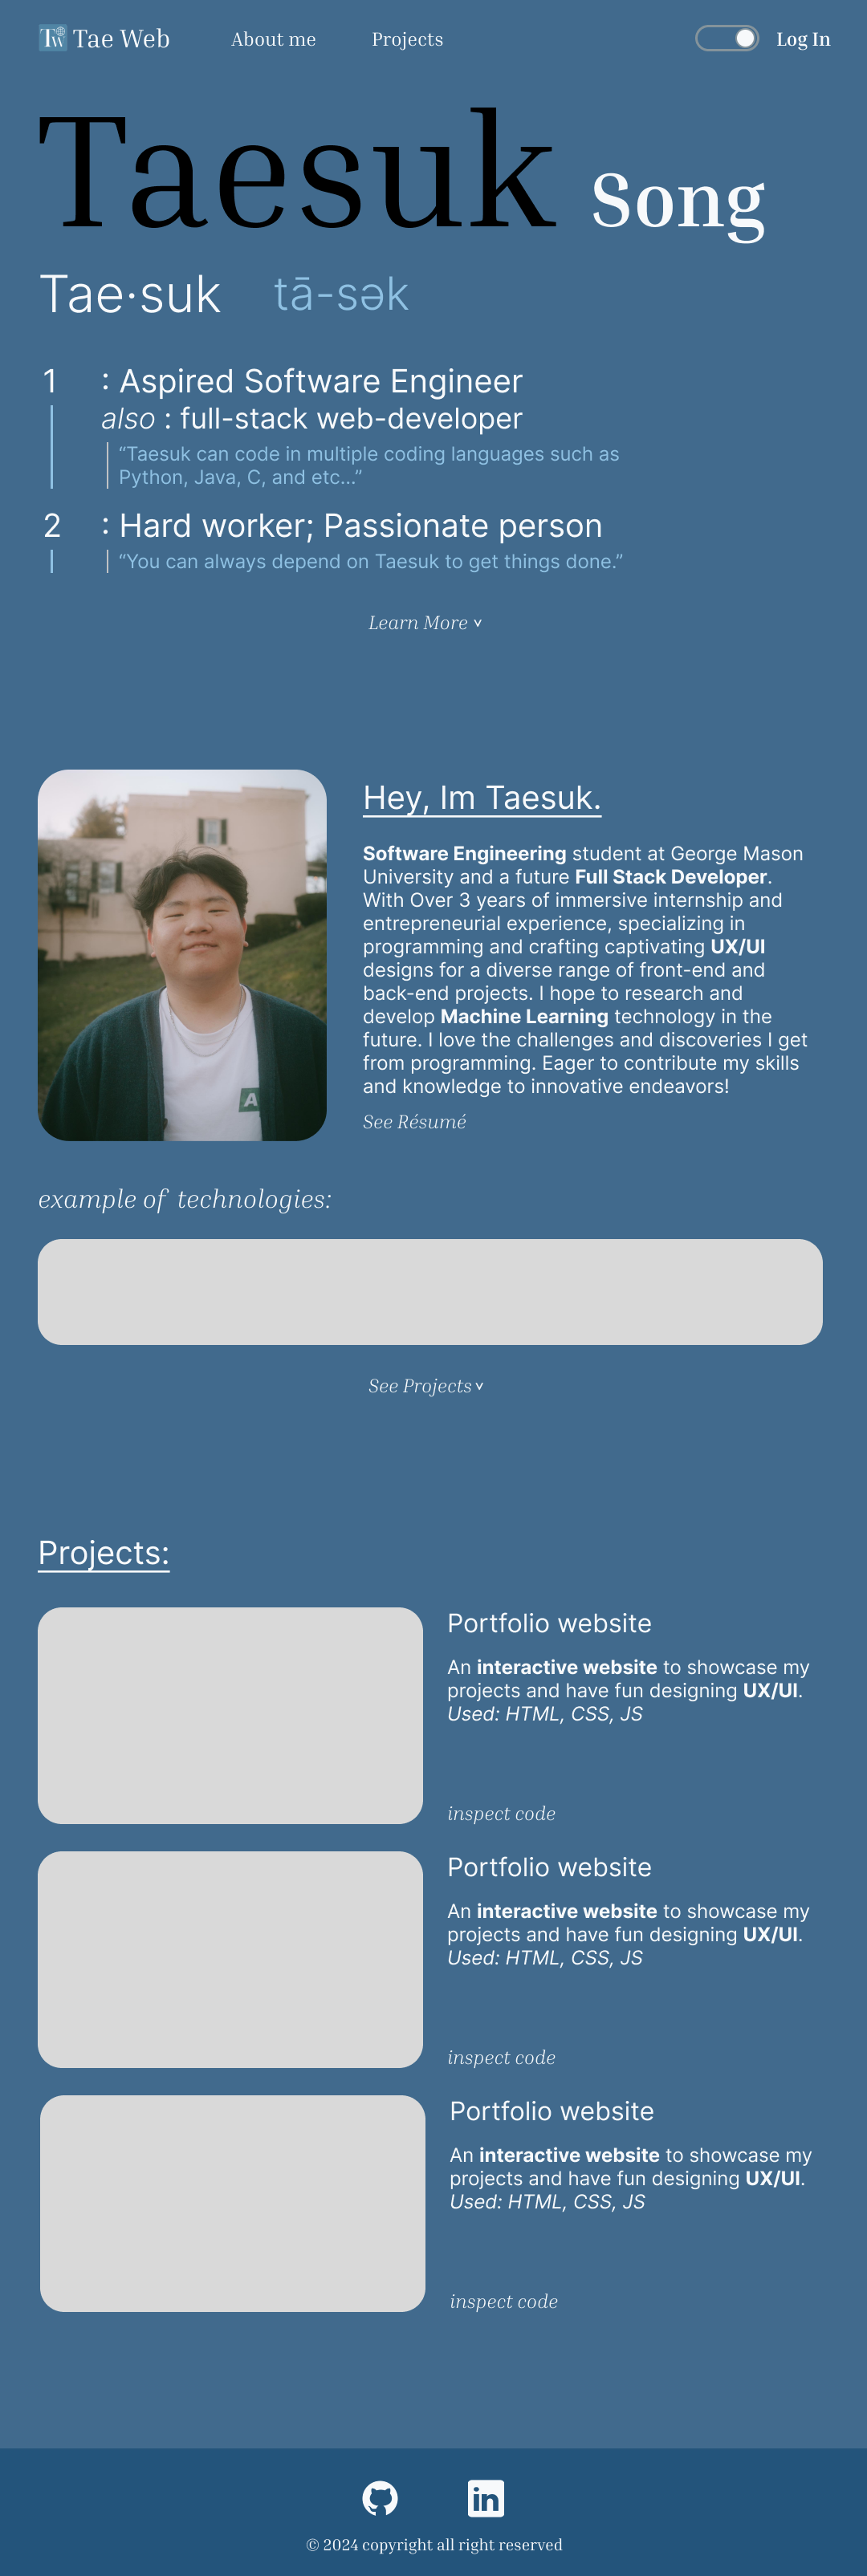 TW Tae Web About me Projects Log In
Taesuk Song
Tae·suk tā-sək
1 : Aspired Software Engineer
also : full-stack web-developer
“Taesuk can code in multiple coding languages such as
Python, Java, C, and etc...”
2 : Hard worker; Passionate person
“You can always depend on Taesuk to get things done.”
Learn More
Hey, Im Taesuk.
Software Engineering student at George Mason
University and a future Full Stack Developer.
With Over 3 years of immersive internship and
entrepreneurial experience, specializing in
programming and crafting captivating UX/UI
designs for a diverse range of front-end and
back-end projects. I hope to research and
develop Machine Learning technology in the
future. I love the challenges and discoveries I get
from programming. Eager to contribute my skills
and knowledge to innovative endeavors!
See Résumé
A
example of technologies:
See Projects
Projects:
Portfolio website
An interactive website to showcase my
projects and have fun designing UX/UI.
Used: HTML, CSS, JS
inspect code
Portfolio website
An interactive website to showcase my
projects and have fun designing UX/UI.
Used: HTML, CSS, JS
inspect code
Portfolio website
An interactive website to showcase my
projects and have fun designing UX/UI.
Used: HTML, CSS, JS
inspect code
in
© 2024 copyright all right reserved